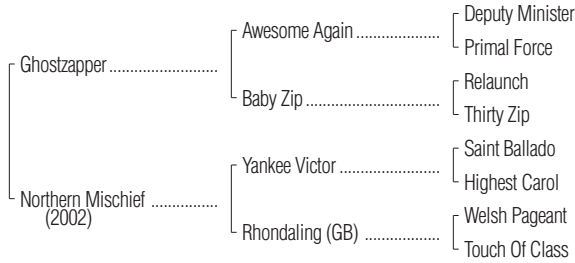 Deputy Minister
Awesome Again ....................
Primal Force
Ghostzapper ..........................
Relaunch
Baby Zip ................................
Thirty Zip
Saint Ballado
Yankee Victor ........................
Highest Carol
Northern Mischief ................
(2002)
Welsh Pageant
Rhondaling (GB) ..................
Touch Of Class